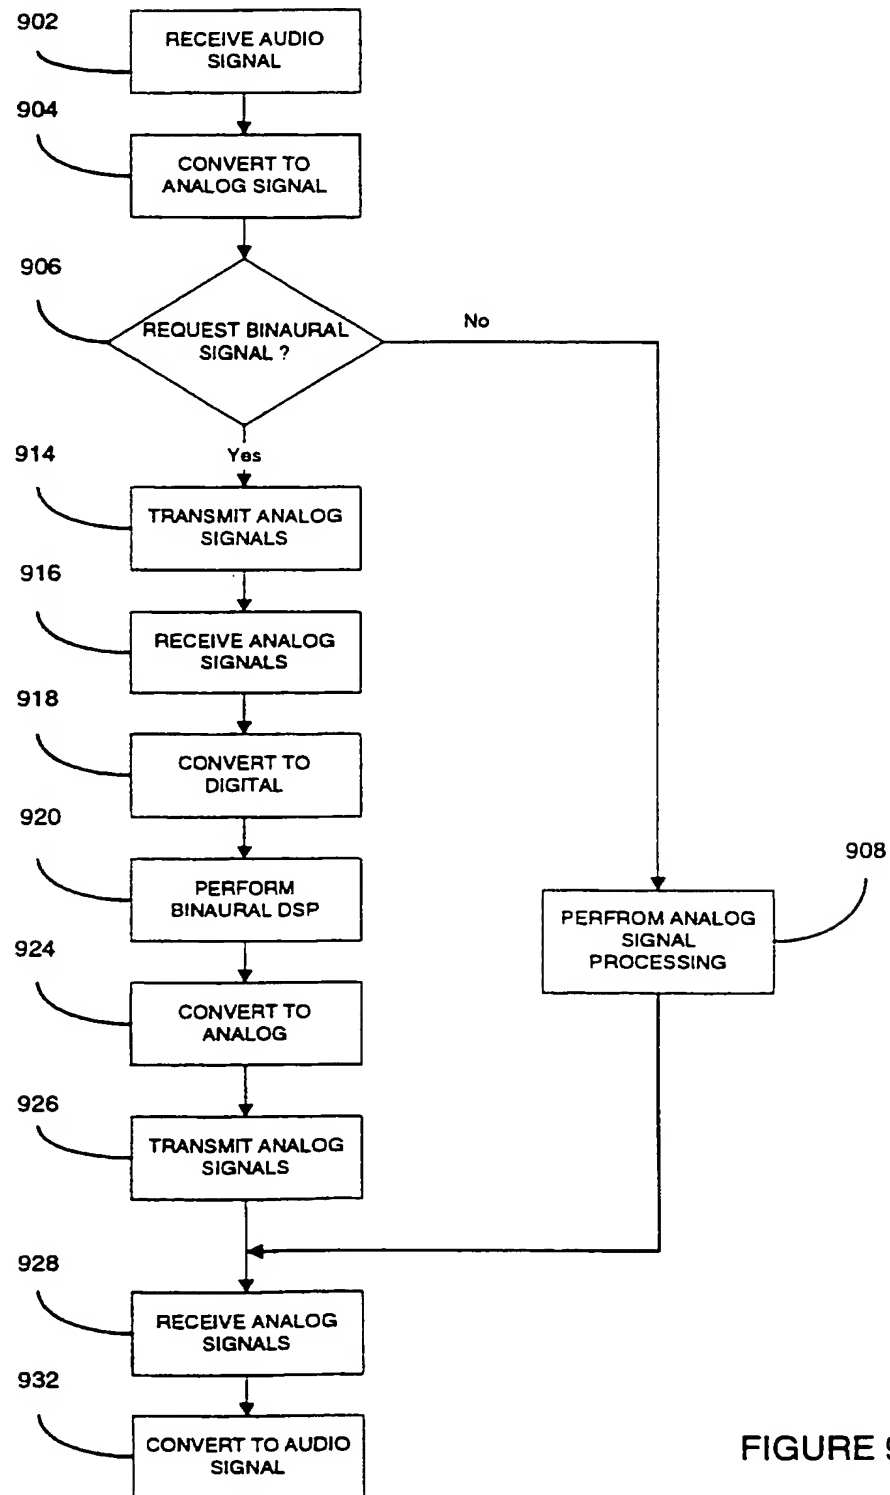 902
RECEIVE AUDIO
SIGNAL
904
CONVERT TO
ANALOG SIGNAL
906
REQUEST BINAURAL
SIGNAL ?
No
Yes
914
TRANSMIT ANALOG
SIGNALS
916
RECEIVE ANALOG
SIGNALS
918
CONVERT TO
DIGITAL
920
PERFORM
BINAURAL DSP
908
PERFROM ANALOG
SIGNAL
PROCESSING
924
CONVERT TO
ANALOG
926
TRANSMIT ANALOG
SIGNALS
928
RECEIVE ANALOG
SIGNALS
932
CONVERT TO AUDIO
SIGNAL
FIGURE 9